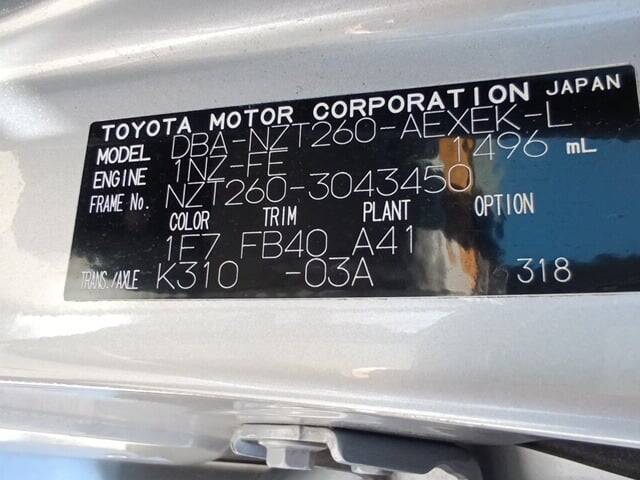 TOYOTA MOTOR CORPORATION JAPAN
MODEL DBA-NZT260-AEXEK-L
ENGINE 1NZ-FE 1496 mL
FRAME No. NZT260-3043450
COLOR TRIM PLANT OPTION
1E7 FB40 A41
TRANS./AXLE K310 -03A 318